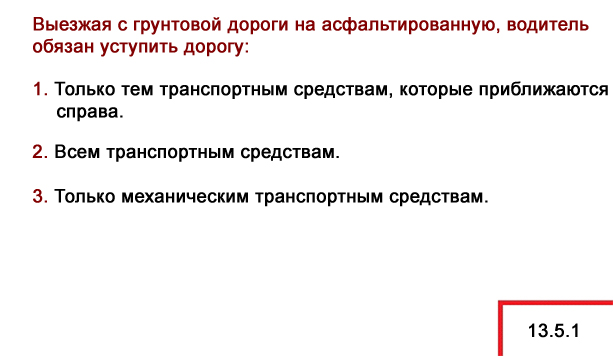 Выезжая с грунтовой дороги на асфальтированную, водитель
обязан уступить дорогу:
1. Только тем транспортным средствам, которые приближаются
справа.
2. Всем транспортным средствам.
3. Только механическим транспортным средствам.
13.5.1